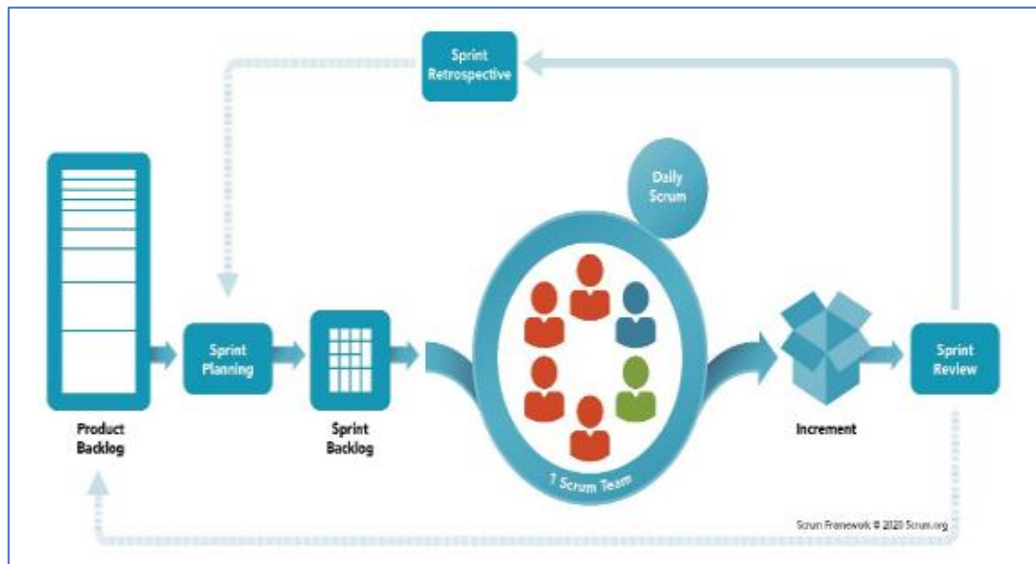 Sprint
Retrospective
Daily
Scrum
Sprint
Planning
Sprint
Review
Product
Backlog
Sprint
Backlog
Increment
1 Scrum Team
Scrum Framework © 2020 Scrum.org